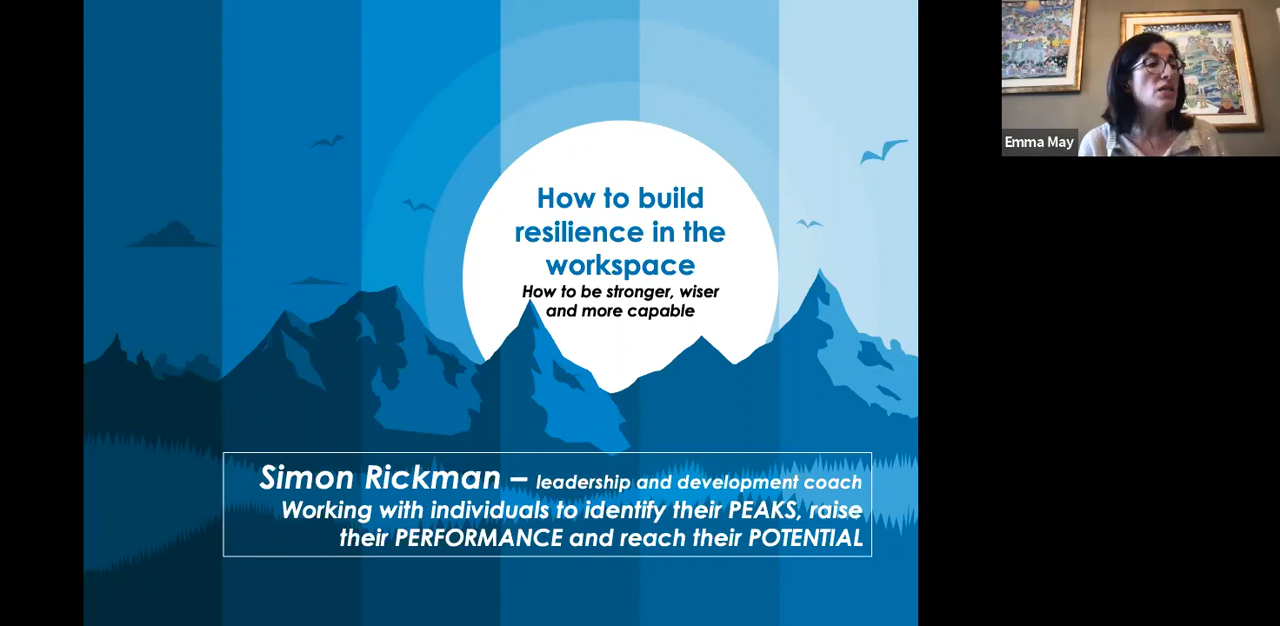 How to build
resilience in the
workspace
How to be stronger, wiser
and more capable
Simon Rickman – leadership and development coach
Working with individuals to identify their PEAKS, raise
their PERFORMANCE and reach their POTENTIAL
Emma May